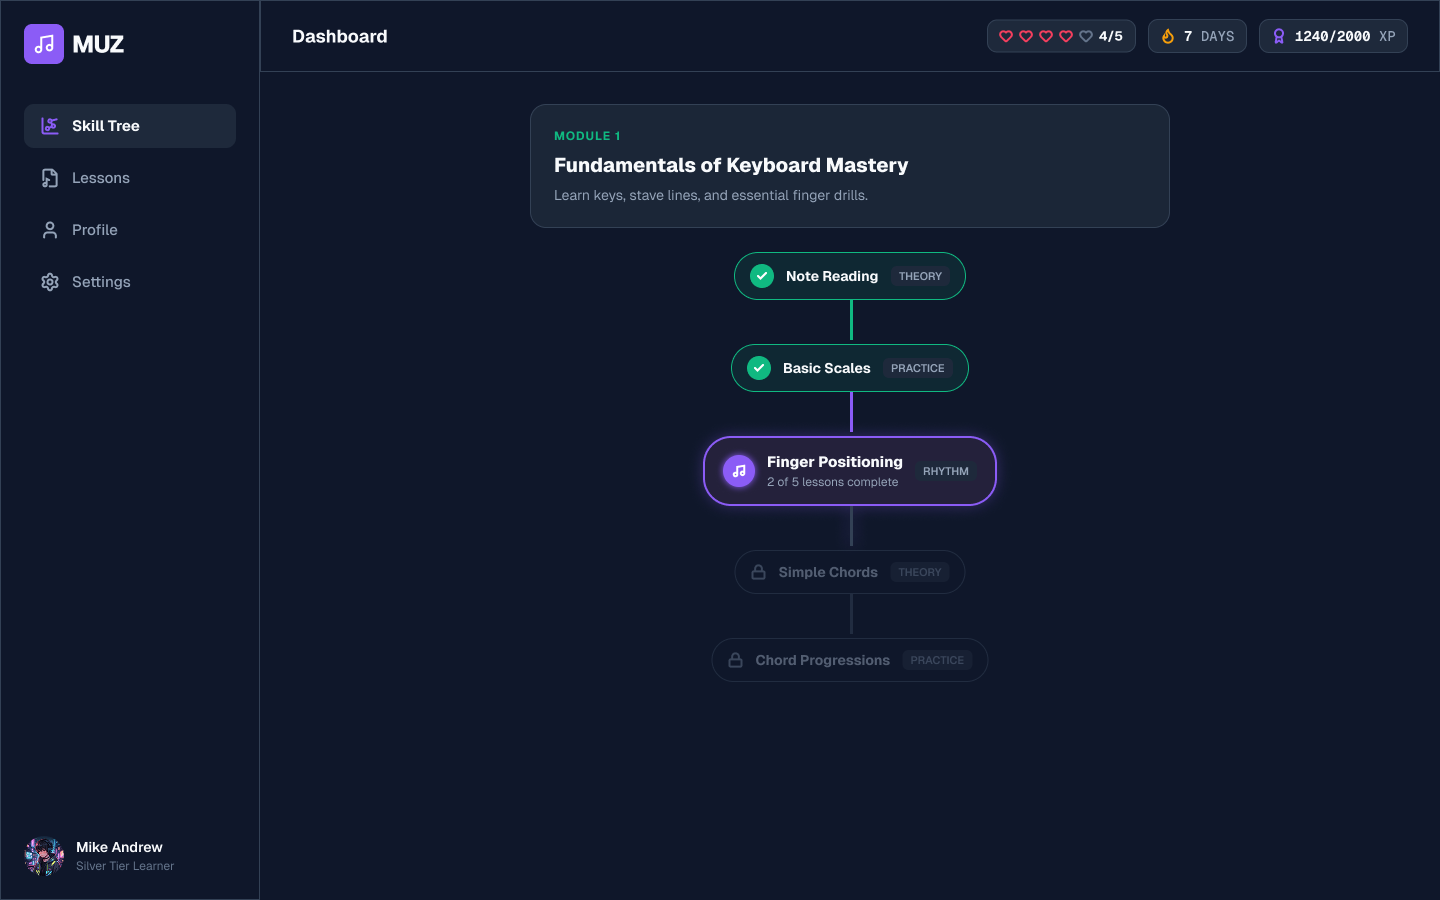 MUZ
Skill Tree
Lessons
Profile
Settings
Mike Andrew
Silver Tier Learner
Dashboard
4/5
7 DAYS
1240/2000 XP
MODULE 1
Fundamentals of Keyboard Mastery
Learn keys, stave lines, and essential finger drills.
Note Reading THEORY
Basic Scales PRACTICE
Finger Positioning RHYTHM
2 of 5 lessons complete
Simple Chords THEORY
Chord Progressions PRACTICE